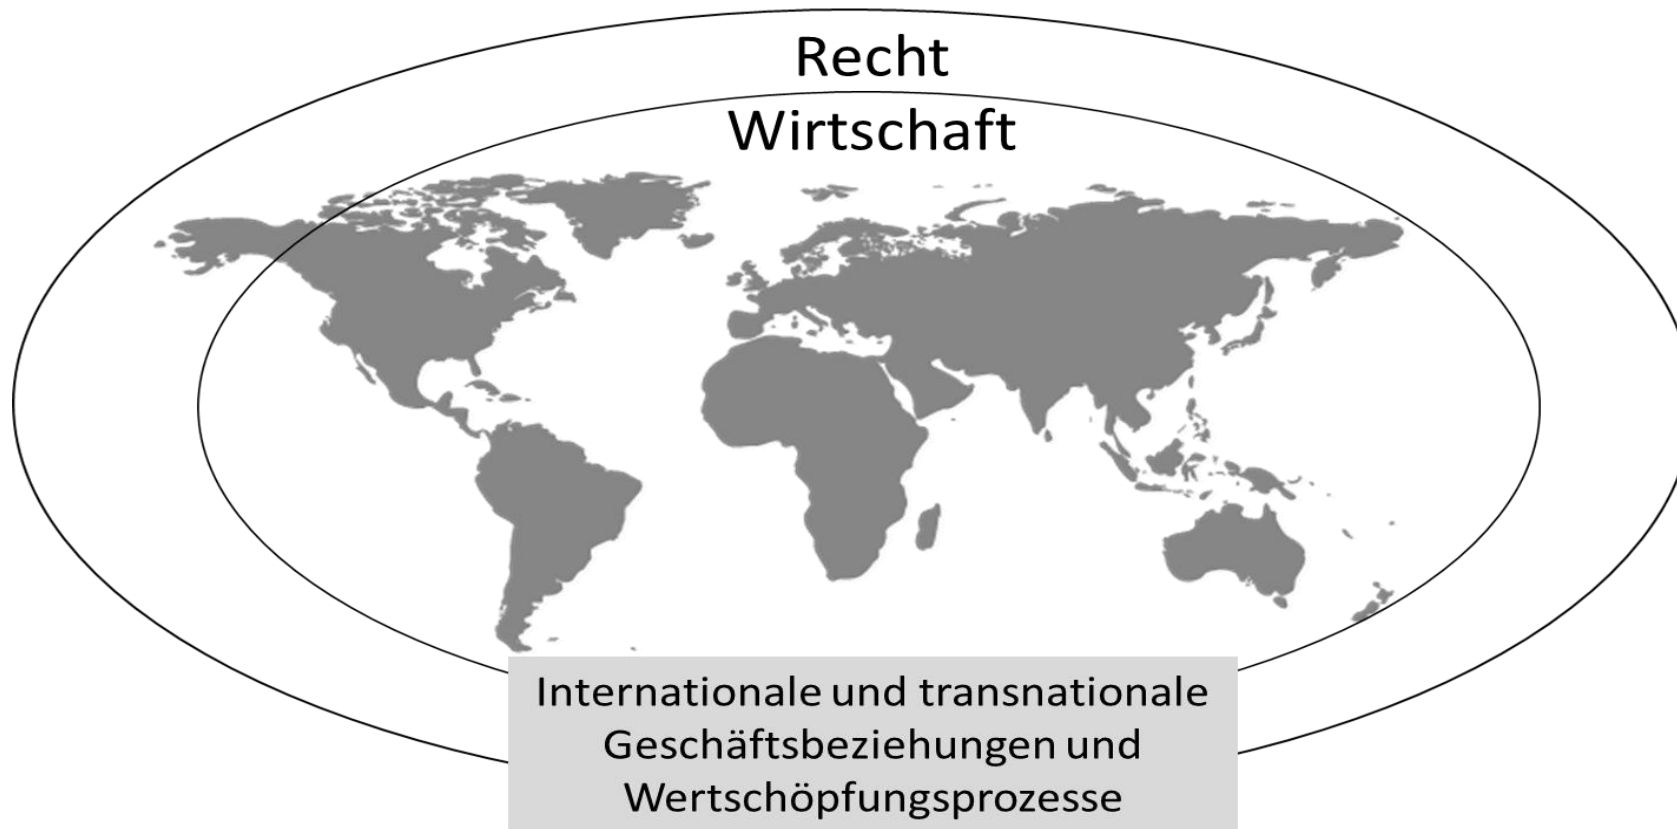 Recht
Wirtschaft
Internationale und transnationale
Geschäftsbeziehungen und
Wertschöpfungsprozesse